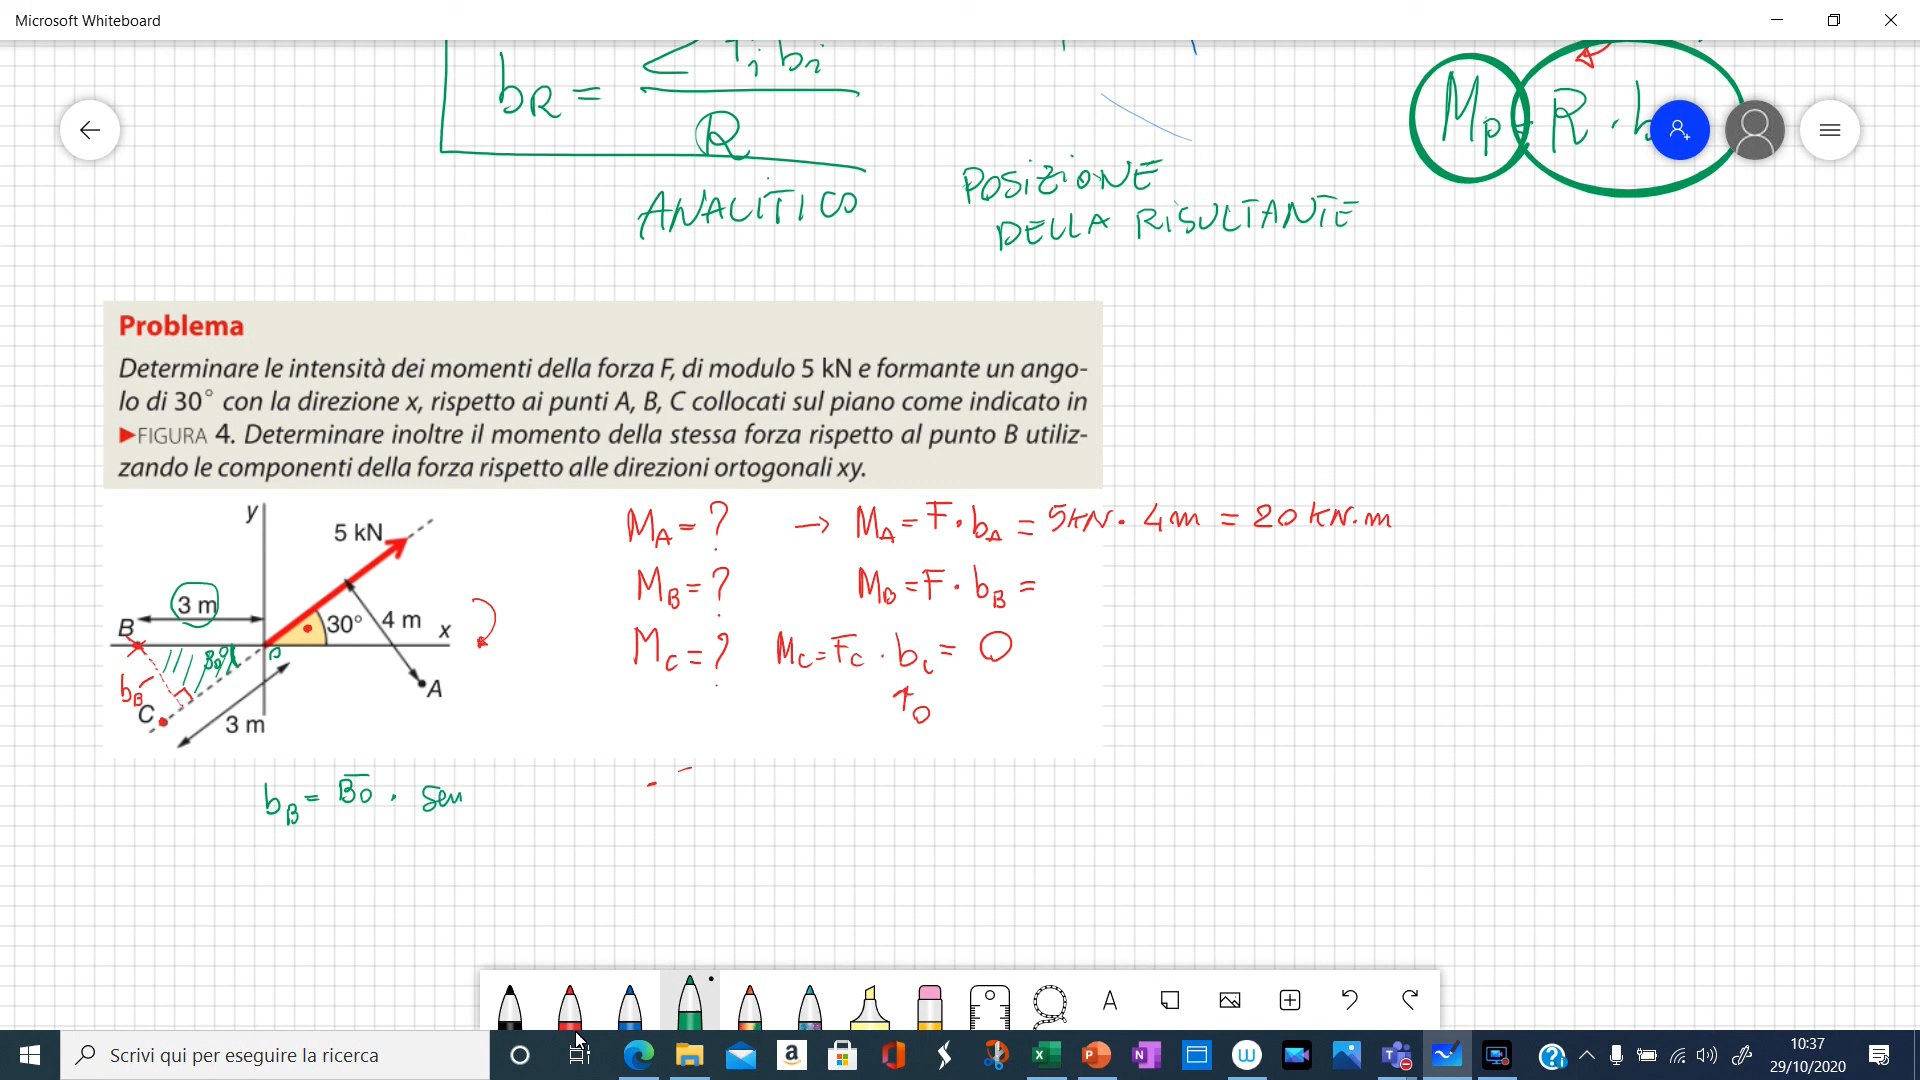 Microsoft Whiteboard
bR = Fi bi
R
ANALITICO
POSIZIONE
DELLA RISULTANTE
Mp = R · b
Problema
Determinare le intensità dei momenti della forza F, di modulo 5 kN e formante un ango-
lo di 30° con la direzione x, rispetto ai punti A, B, C collocati sul piano come indicato in
▶FIGURA 4. Determinare inoltre il momento della stessa forza rispetto al punto B utiliz-
zando le componenti della forza rispetto alle direzioni ortogonali xy.
y
5 kN
3 m
B
30°
4 m
x
30°
O
bB
A
C
3 m
MA = ? → MA = F · bA = 5 kN · 4 m = 20 kN·m
MB = ? MB = F · bB =
MC = ? MC = FC · bC = 0
0
bB = BO · sen
A
Scrivi qui per eseguire la ricerca
10:37
29/10/2020